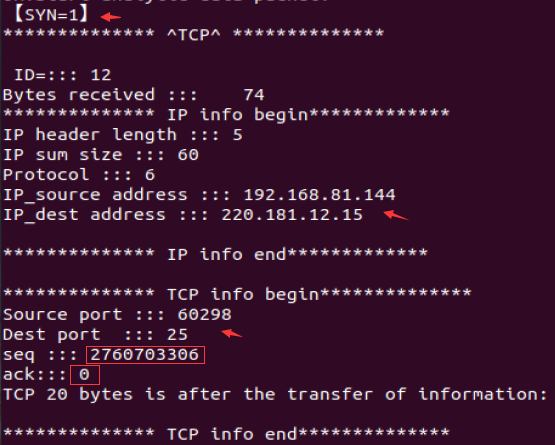 【SYN=1】
************** ^TCP^ **************
ID=::: 12
Bytes received :::    74
************** IP info begin*************
IP header length ::: 5
IP sum size ::: 60
Protocol ::: 6
IP_source address ::: 192.168.81.144
IP_dest address ::: 220.181.12.15
************** IP info end*************
************** TCP info begin**************
Source port ::: 60298
Dest port  ::: 25
seq ::: 2760703306
ack::: 0
TCP 20 bytes is after the transfer of information:
************** TCP info end**************